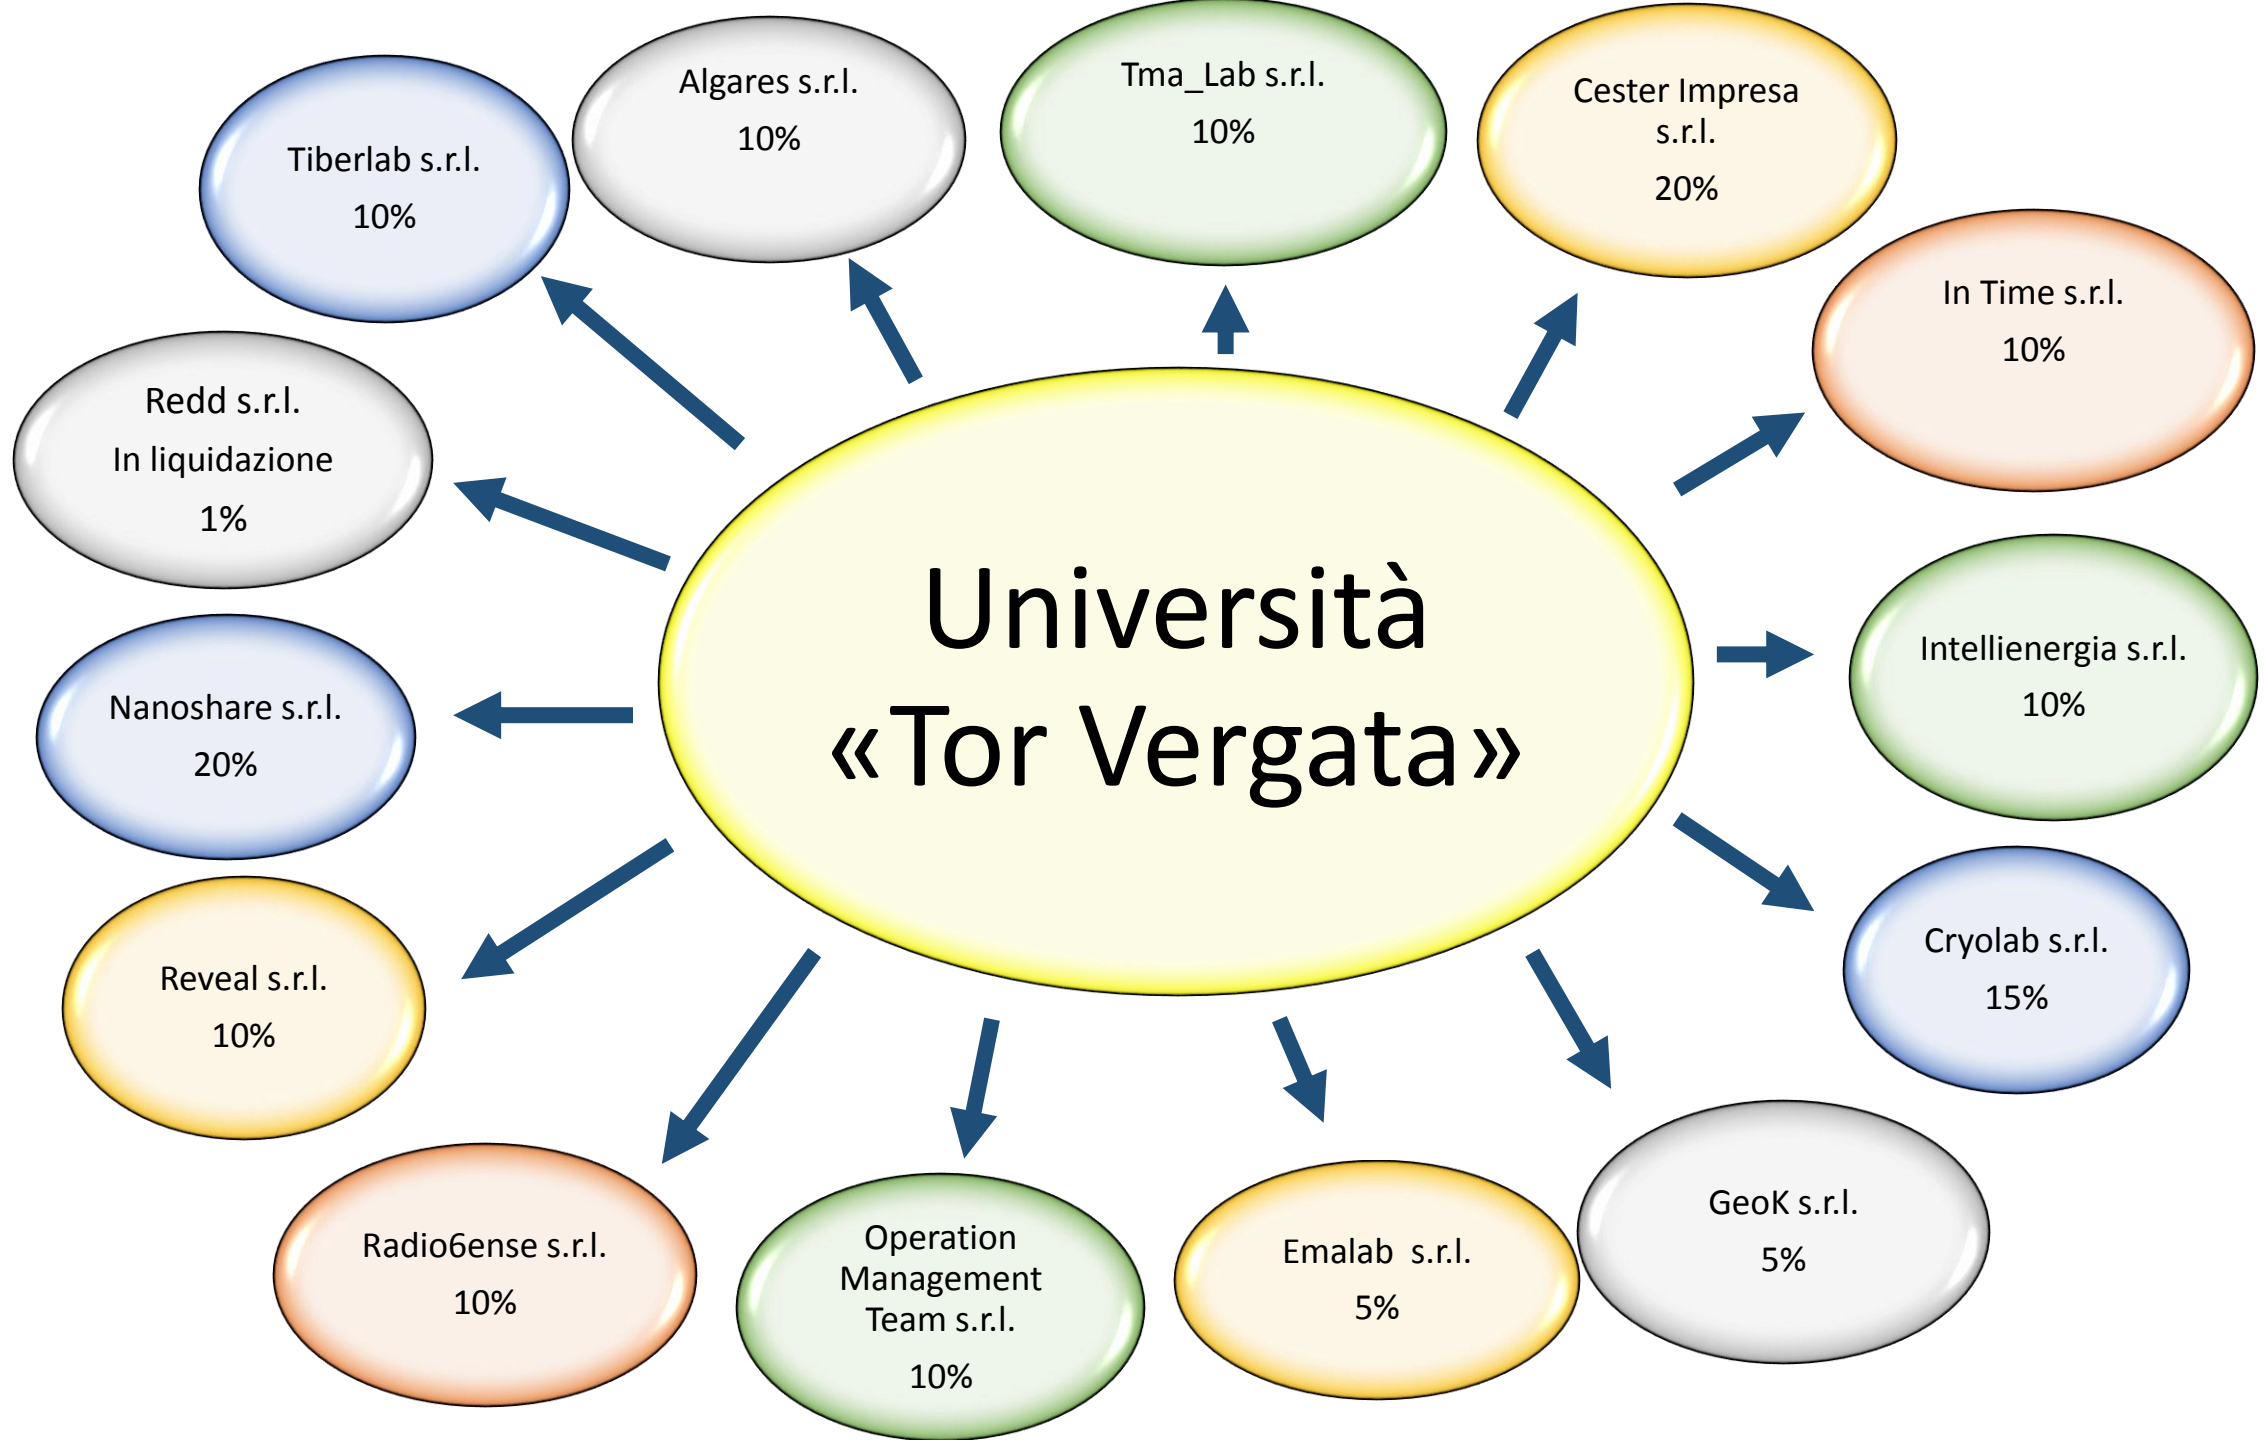 Algares s.r.l.
10%
Tma_Lab s.r.l.
10%
Cester Impresa
s.r.l.
20%
Tiberlab s.r.l.
10%
In Time s.r.l.
10%
Redd s.r.l.
In liquidazione
1%
Università
«Tor Vergata»
Intellienergia s.r.l.
10%
Nanoshare s.r.l.
20%
Cryolab s.r.l.
15%
Reveal s.r.l.
10%
GeoK s.r.l.
5%
Radio6ense s.r.l.
10%
Operation
Management
Team s.r.l.
10%
Emalab  s.r.l.
5%